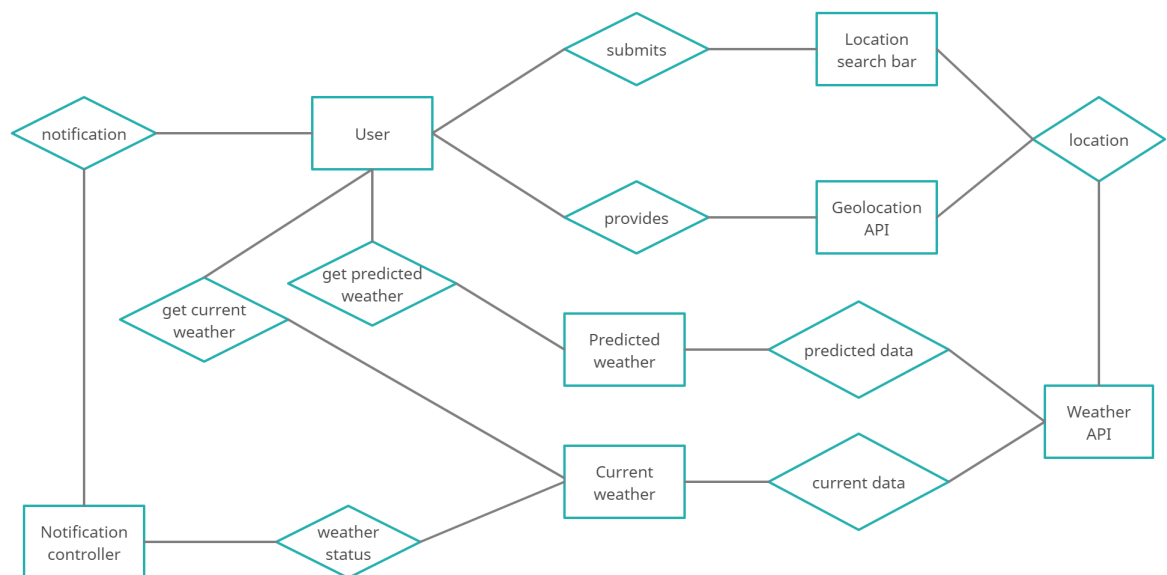 submits
Location
search bar
notification
User
location
provides
Geolocation
API
get predicted
weather
get current
weather
Predicted
weather
predicted data
Weather
API
Current
weather
current data
Notification
controller
weather
status